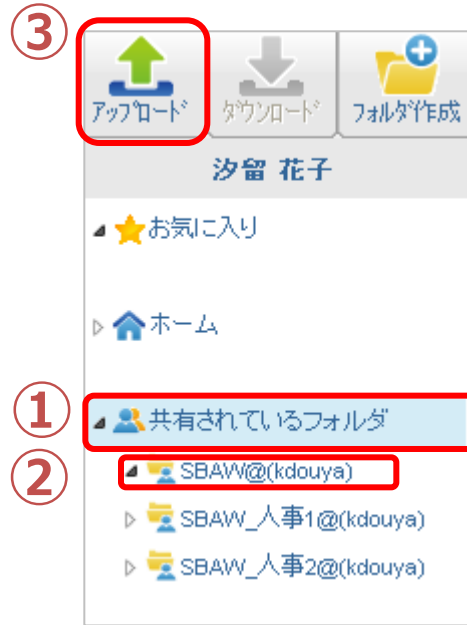 ③
アップロード ダウンロード フォルダ作成
汐留 花子
お気に入り
ホーム
① 共有されているフォルダ
② SBAW@(kdouya)
SBAW_人事1@(kdouya)
SBAW_人事2@(kdouya)